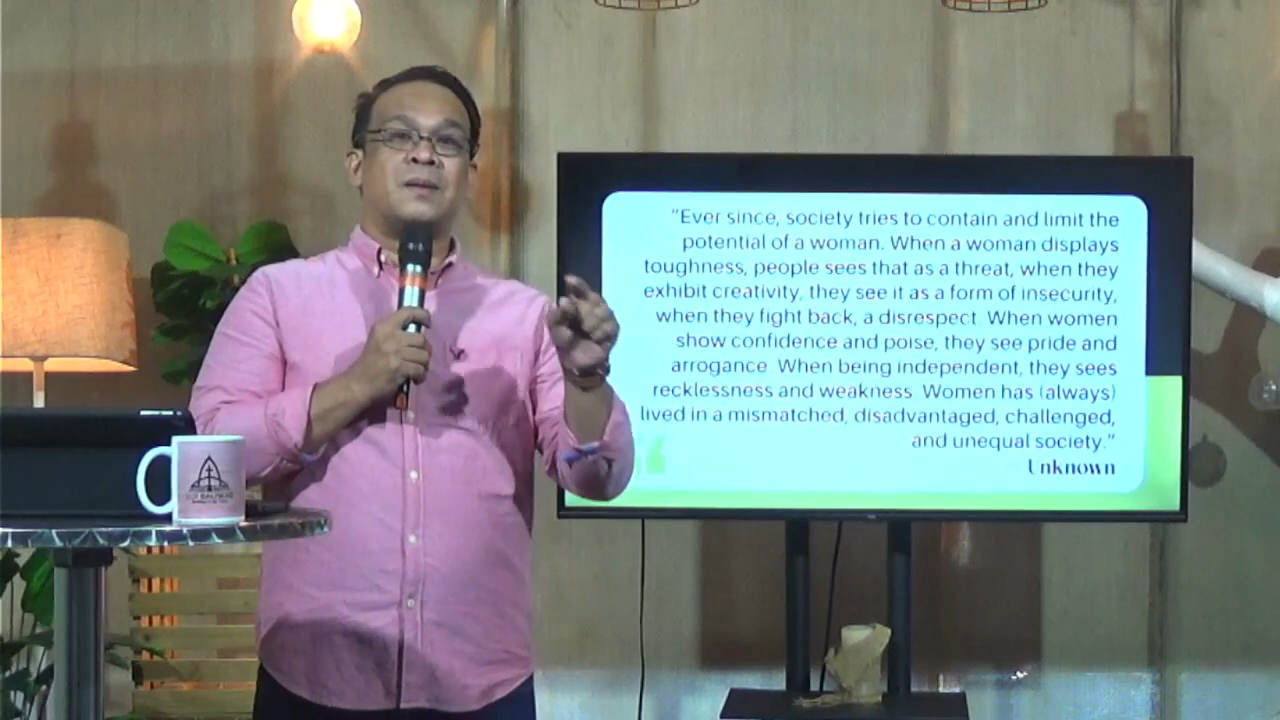 "Ever since, society tries to contain and limit the
potential of a woman. When a woman displays
toughness, people sees that as a threat, when they
exhibit creativity, they see it as a form of insecurity,
when they fight back, a disrespect. When women
show confidence and poise, they see pride and
arrogance. When being independent, they sees
recklessness and weakness. Women has (always)
lived in a mismatched, disadvantaged, challenged,
and unequal society."
Unknown